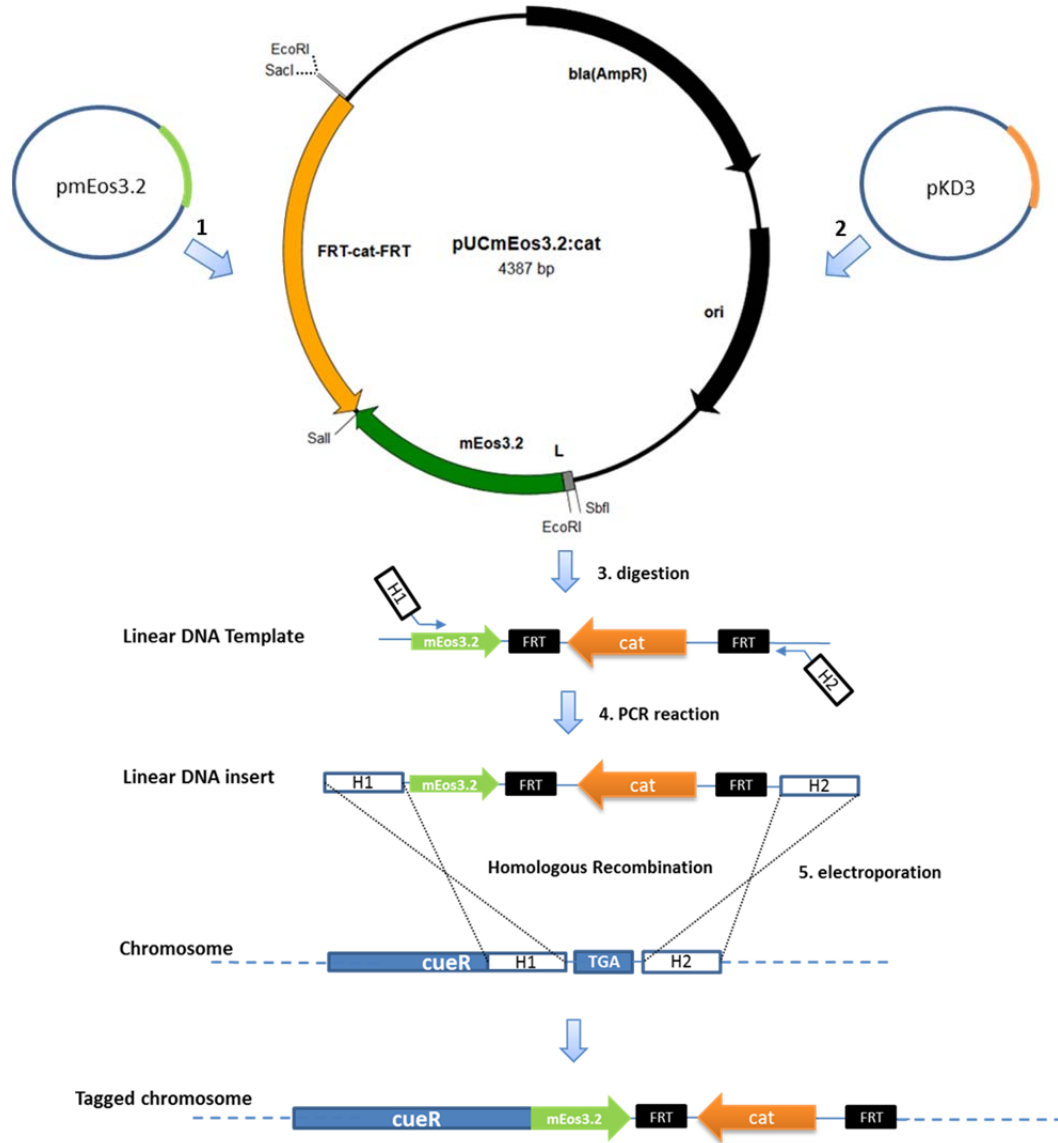 EcoRI
SacI
bla(AmpR)
pmEos3.2
pKD3
1
2
FRT-cat-FRT
pUCmEos3.2:cat
4387 bp
ori
SalI
mEos3.2
L
SbfI
EcoRI
3. digestion
H1
Linear DNA Template
mEos3.2
FRT
cat
FRT
H2
4. PCR reaction
Linear DNA insert
H1
mEos3.2
FRT
cat
FRT
H2
Homologous Recombination
5. electroporation
Chromosome
cueR
H1
TGA
H2
Tagged chromosome
cueR
mEos3.2
FRT
cat
FRT